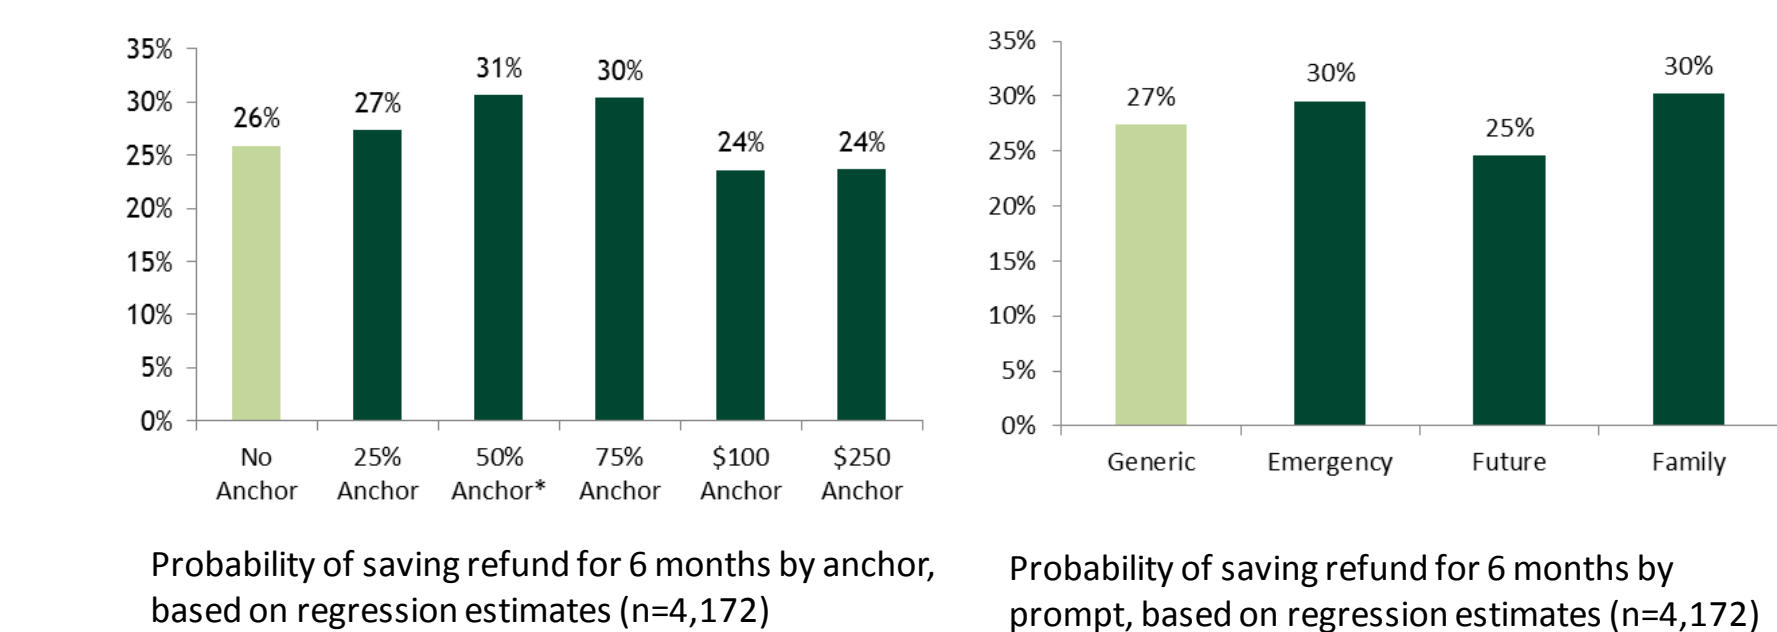 35%
30%
25%
20%
15%
10%
5%
0%
26%
27%
31%
30%
24%
24%
No Anchor
25% Anchor
50% Anchor*
75% Anchor
$100 Anchor
$250 Anchor
Probability of saving refund for 6 months by anchor,
based on regression estimates (n=4,172)
35%
30%
25%
20%
15%
10%
5%
0%
27%
30%
25%
30%
Generic
Emergency
Future
Family
Probability of saving refund for 6 months by
prompt, based on regression estimates (n=4,172)